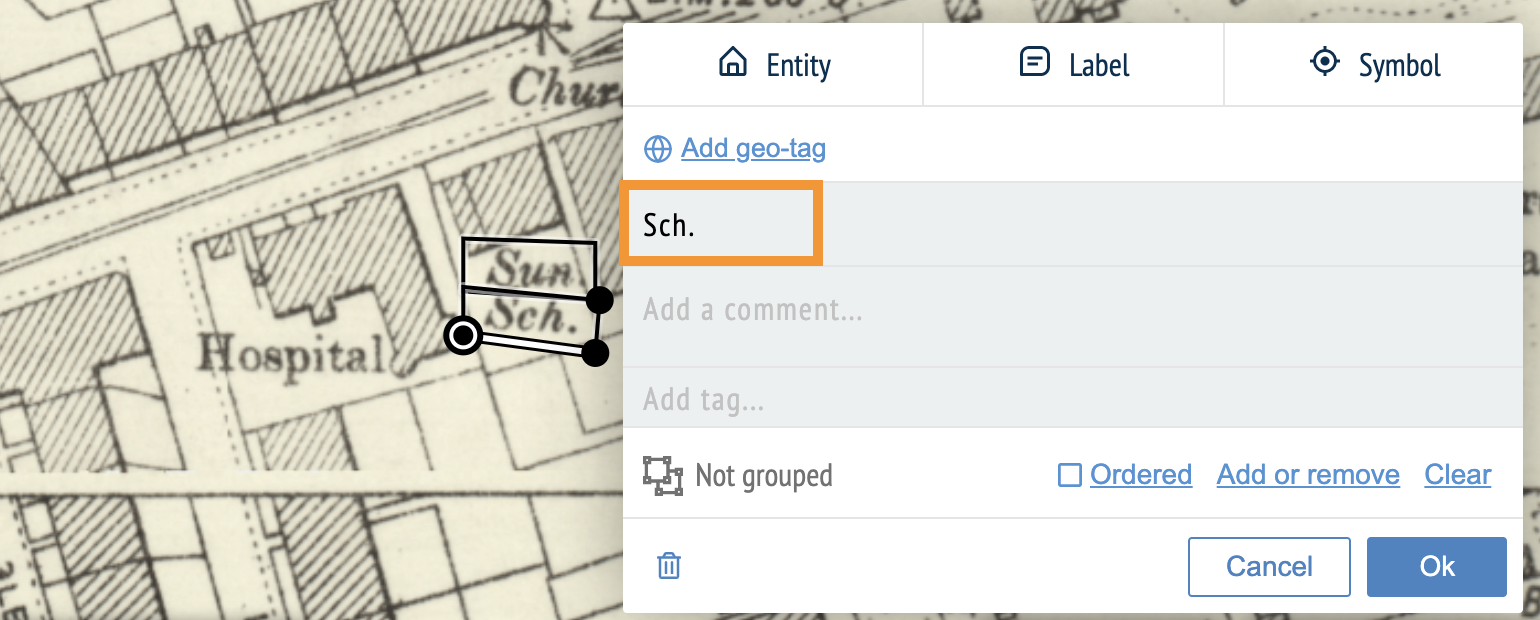 Entity
Label
Symbol
Add geo-tag
Sch.
Add a comment...
Add tag...
Not grouped
Ordered
Add or remove
Clear
Cancel
Ok
Sun.
Sch.
Hospital